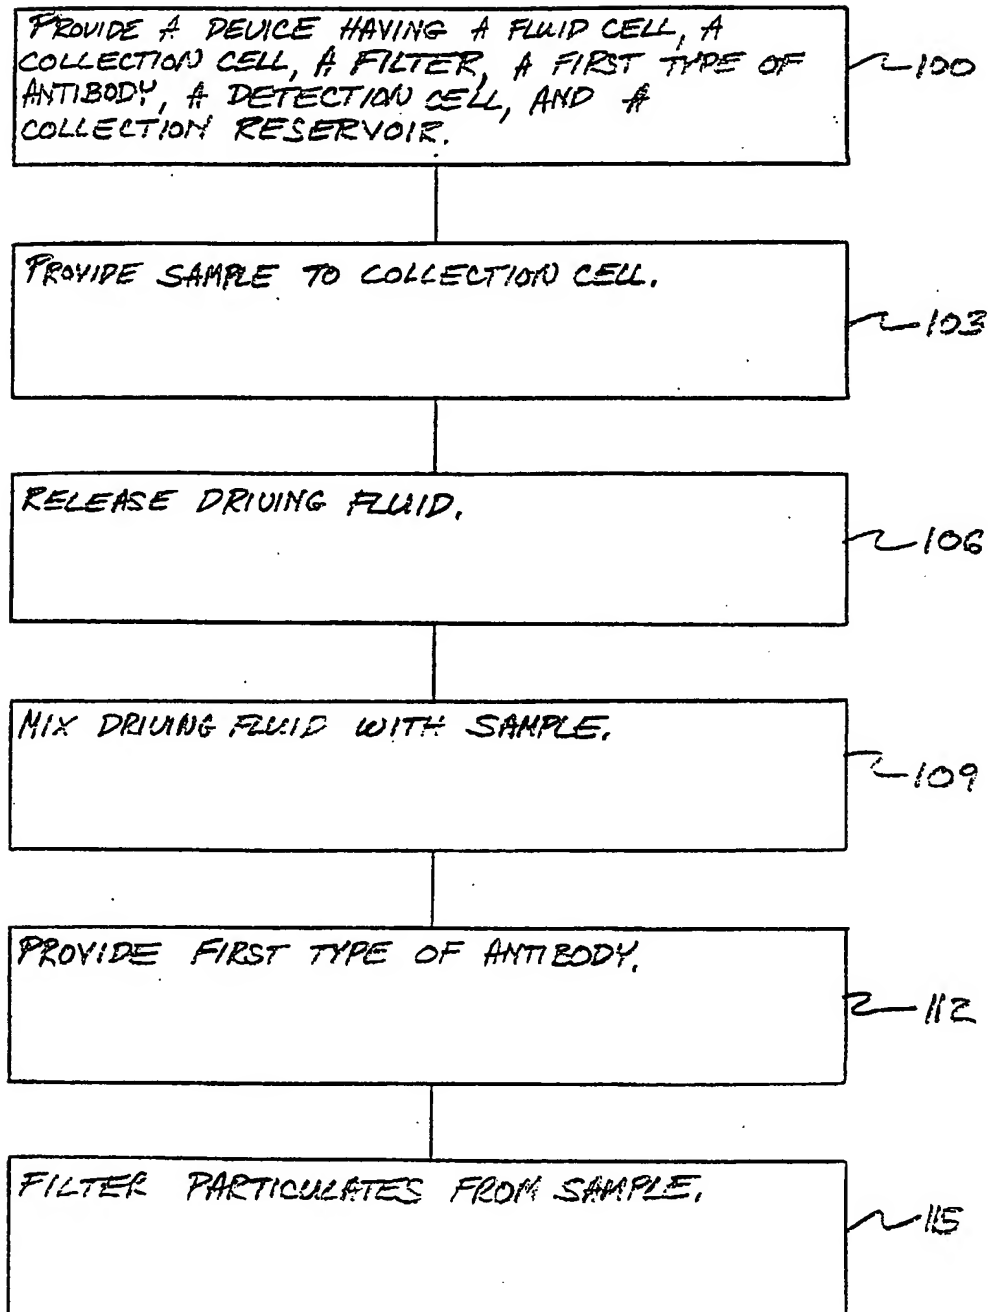 PROVIDE A DEVICE HAVING A FLUID CELL, A
COLLECTION CELL, A FILTER, A FIRST TYPE OF
ANTIBODY, A DETECTION CELL, AND A
COLLECTION RESERVOIR.
100
PROVIDE SAMPLE TO COLLECTION CELL.
103
RELEASE DRIVING FLUID.
106
MIX DRIVING FLUID WITH SAMPLE.
109
PROVIDE FIRST TYPE OF ANTIBODY.
112
FILTER PARTICULATES FROM SAMPLE.
115